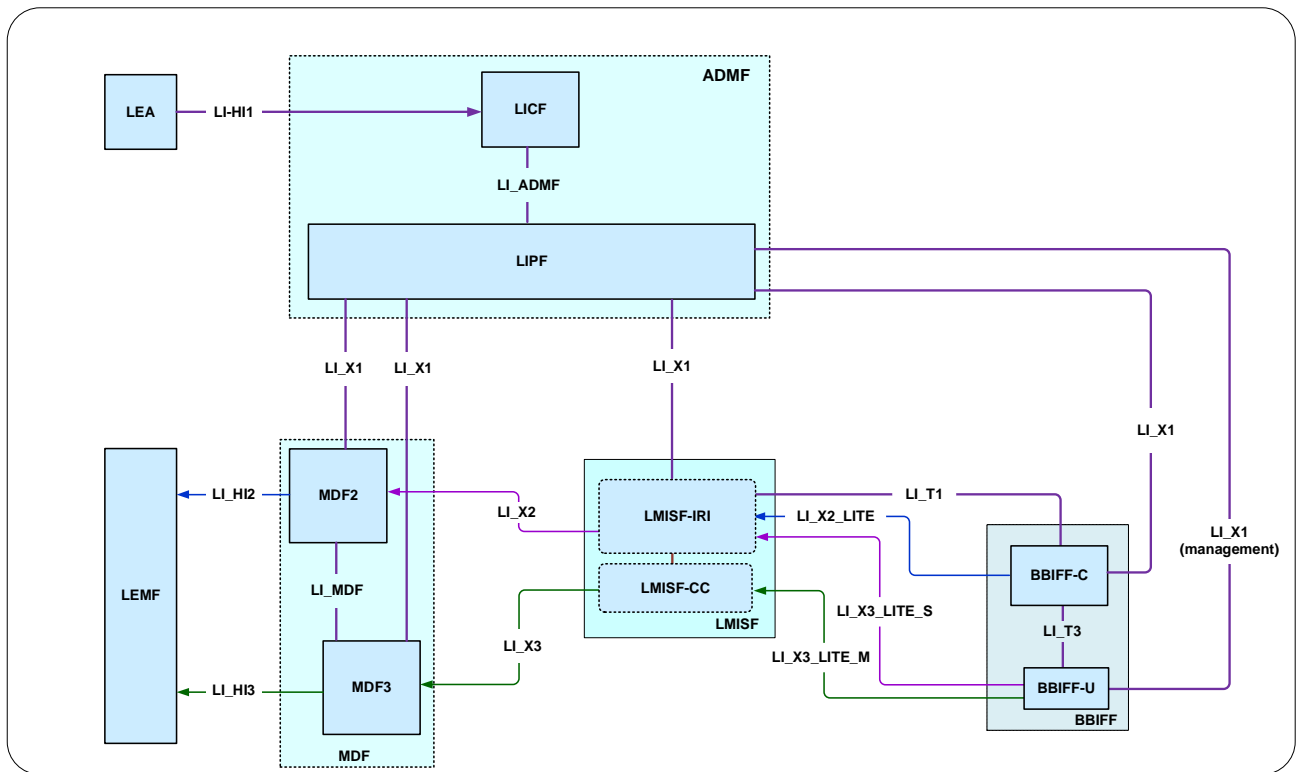 ADMF
LEA
LI-HI1
LICF
LI_ADMF
LIPF
LI_X1
LI_X1
LI_X1
LI_X1
LI_X1
(management)
LEMF
LI_HI2
MDF2
LI_X2
LMISF-IRI
LI_T1
LI_X2_LITE
BBIFF-C
LI_MDF
LMISF-CC
LMISF
LI_X3_LITE_S
LI_T3
LI_X3
LI_X3_LITE_M
LI_HI3
MDF3
BBIFF-U
BBIFF
MDF